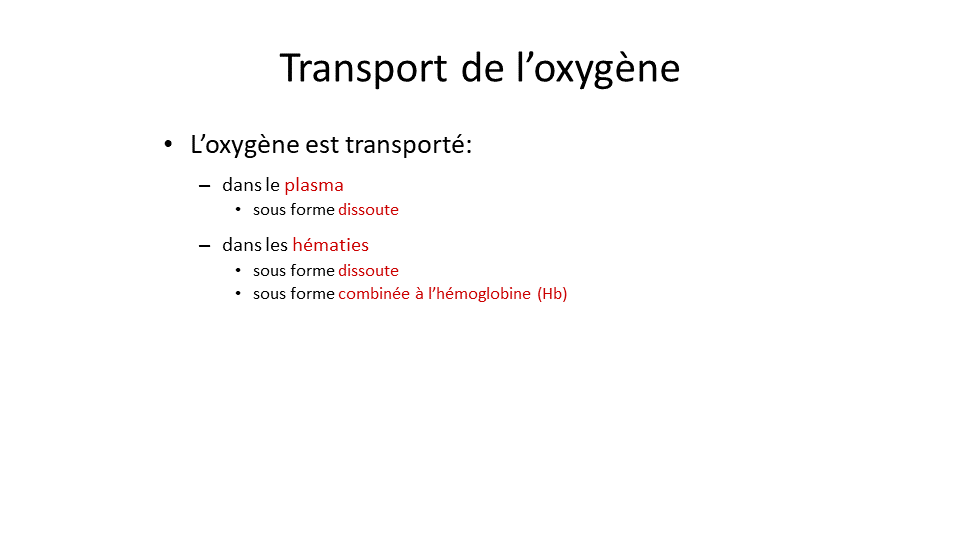 Transport de l’oxygène
• L’oxygène est transporté:
– dans le plasma
• sous forme dissoute
– dans les hématies
• sous forme dissoute
• sous forme combinée à l’hémoglobine (Hb)